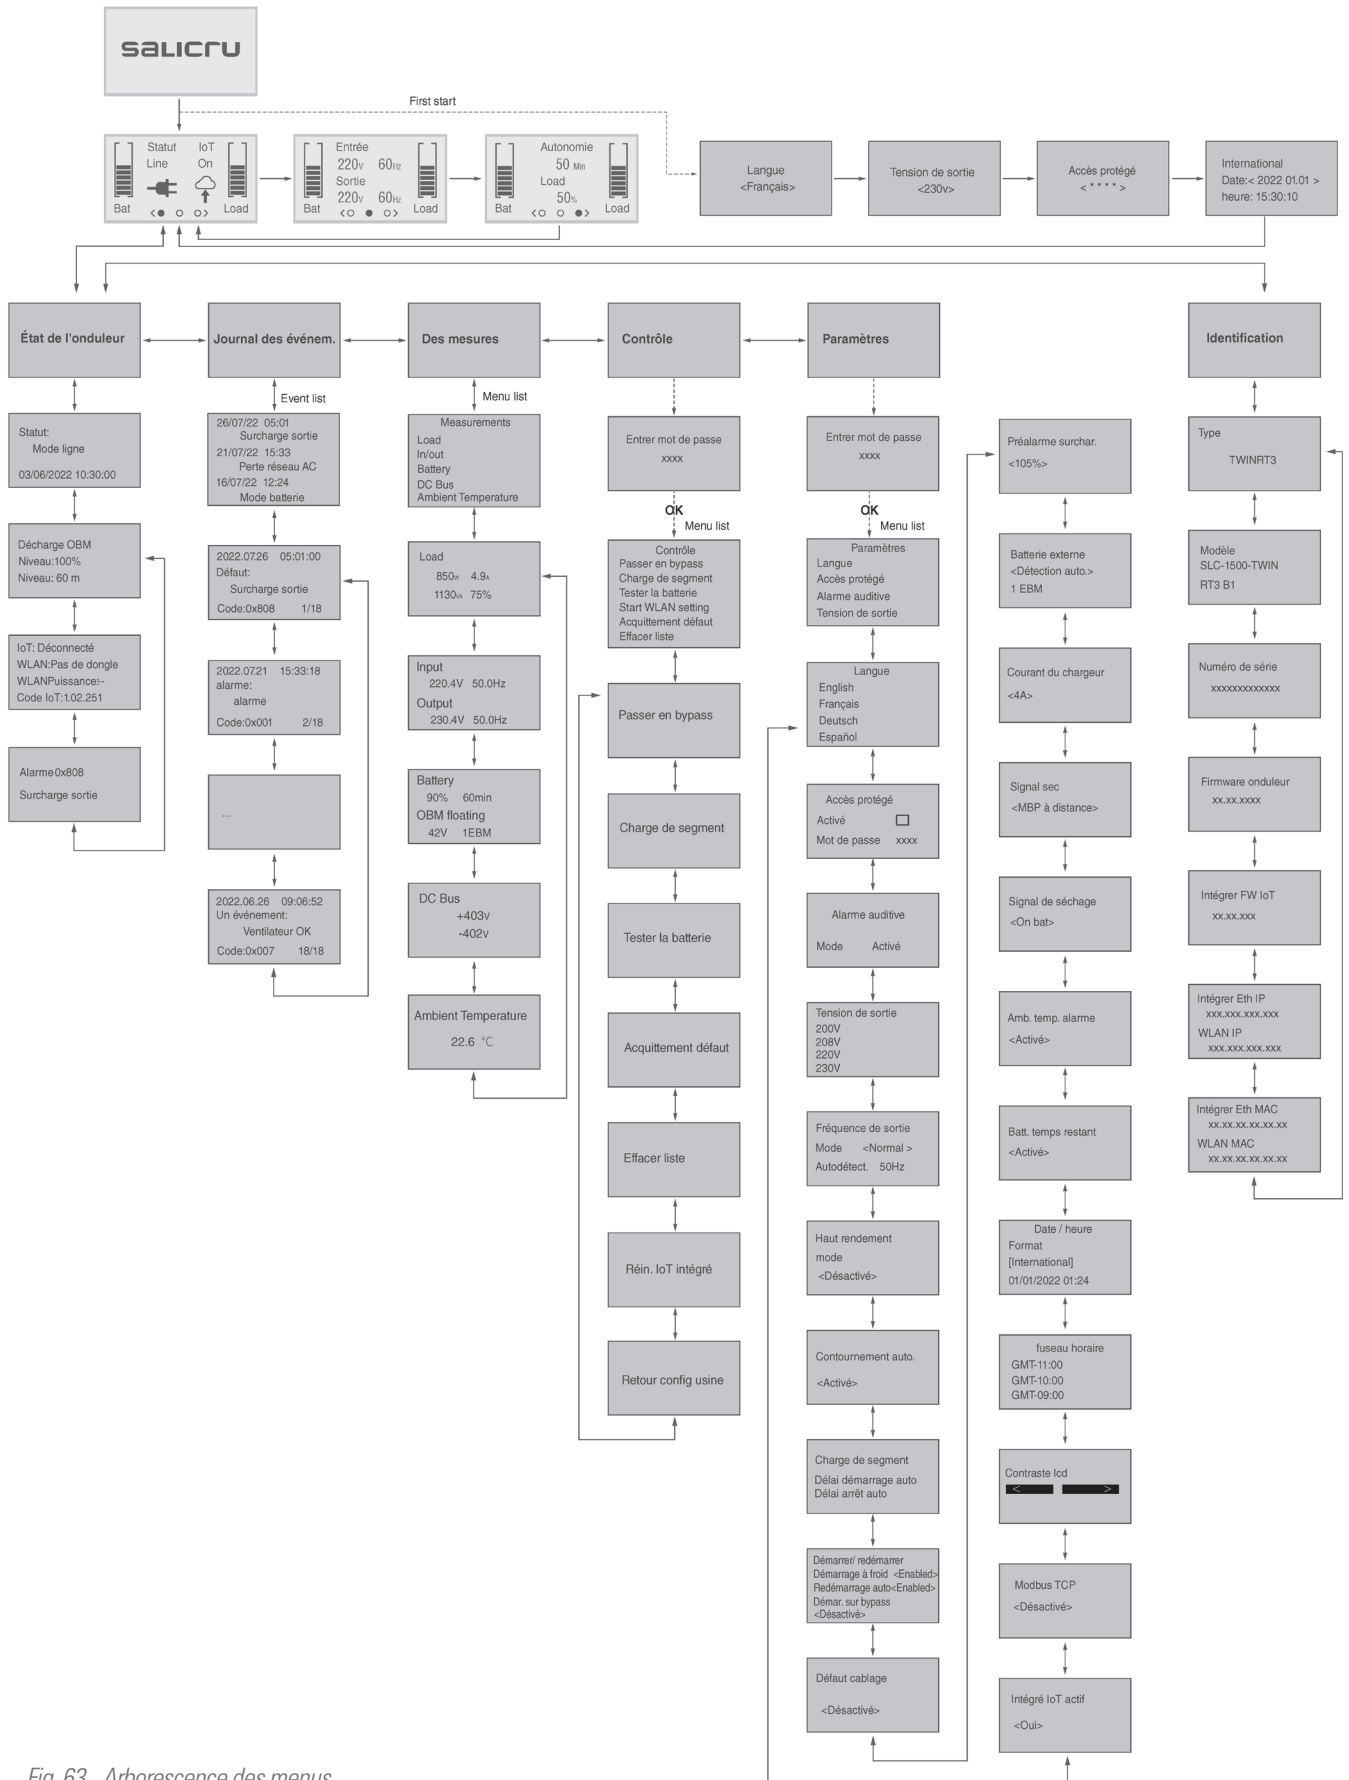 salicru
First start
Statut IoT
Line On
Bat Load
Entrée
220v 60Hz
Sortie
220v 60Hz
Bat Load
Autonomie
50 Min
Load
50%
Bat Load
Langue
<Français>
Tension de sortie
<230v>
Accès protégé
< * * * * >
International
Date:< 2022 01.01 >
heure: 15:30:10
État de l'onduleur
Statut:
Mode ligne
03/06/2022 10:30:00
Décharge OBM
Niveau:100%
Niveau: 60 m
IoT: Déconnecté
WLAN:Pas de dongle
WLANPuissance:--
Code IoT:1.02.251
Alarme0x808
Surcharge sortie
Journal des événem.
Event list
26/07/22 05:01
Surcharge sortie
21/07/22 15:33
Perte réseau AC
16/07/22 12:24
Mode batterie
2022.07.26 05:01:00
Défaut:
Surcharge sortie
Code:0x808 1/18
2022.07.21 15:33:18
alarme:
alarme
Code:0x001 2/18
...
2022.06.26 09:06:52
Un événement:
Ventilateur OK
Code:0x007 18/18
Des mesures
Menu list
Measurements
Load
In/out
Battery
DC Bus
Ambient Temperature
Load
850w 4.9A
1130VA 75%
Input
220.4V 50.0Hz
Output
230.4V 50.0Hz
Battery
90% 60min
OBM floating
42V 1EBM
DC Bus
+403V
-402V
Ambient Temperature
22.6 °C
Contrôle
Entrer mot de passe
xxxx
OK
Menu list
Contrôle
Passer en bypass
Charge de segment
Tester la batterie
Start WLAN setting
Acquittement défaut
Effacer liste
Passer en bypass
Charge de segment
Tester la batterie
Acquittement défaut
Effacer liste
Réin. IoT intégré
Retour config usine
Paramètres
Entrer mot de passe
xxxx
OK
Menu list
Paramètres
Langue
Accès protégé
Alarme auditive
Tension de sortie
Langue
English
Français
Deutsch
Español
Accès protégé
Activé
Mot de passe xxxx
Alarme auditive
Mode Activé
Tension de sortie
200V
208V
220V
230V
Fréquence de sortie
Mode <Normal >
Autodétect. 50Hz
Haut rendement
mode
<Désactivé>
Contournement auto.
<Activé>
Charge de segment
Délai démarrage auto
Délai arrêt auto
Démarrer/ redémarrer
Démarrage à froid <Enabled>
Redémarrage auto<Enabled>
Démar. sur bypass
<Désactivé>
Défaut cablage
<Désactivé>
Préalarme surchar.
<105%>
Batterie externe
<Détection auto.>
1 EBM
Courant du chargeur
<4A>
Signal sec
<MBP à distance>
Signal de séchage
<On bat>
Amb. temp. alarme
<Activé>
Batt. temps restant
<Activé>
Date / heure
Format
[International]
01/01/2022 01:24
fuseau horaire
GMT-11:00
GMT-10:00
GMT-09:00
Contraste lcd
< >
Modbus TCP
<Désactivé>
Intégré IoT actif
<Oui>
Identification
Type
TWINRT3
Modèle
SLC-1500-TWIN
RT3 B1
Numéro de série
xxxxxxxxxxxxx
Firmware onduleur
xx.xx.xxxx
Intégrer FW IoT
xx.xx.xxx
Intégrer Eth IP
xxx.xxx.xxx.xxx
WLAN IP
xxx.xxx.xxx.xxx
Intégrer Eth MAC
xx.xx.xx.xx.xx.xx
WLAN MAC
xx.xx.xx.xx.xx.xx
Fig. 63. Arborescence des menus